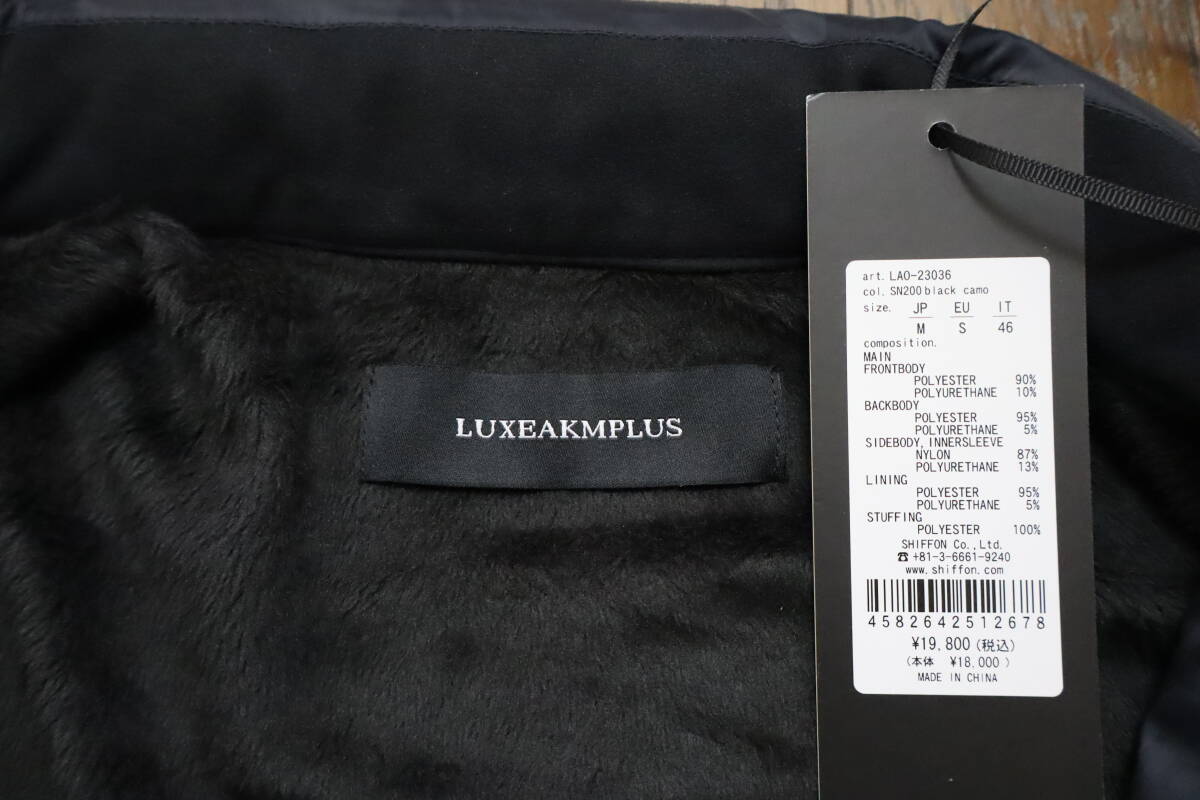 LUXEAKMPLUS
art. LAO-23036
col. SN200 black camo
size. JP EU IT
M S 46
composition.
MAIN
FRONTBODY
POLYESTER 90%
POLYURETHANE 10%
BACKBODY
POLYESTER 95%
POLYURETHANE 5%
SIDEBODY, INNERSLEEVE
NYLON 87%
POLYURETHANE 13%
LINING
POLYESTER 95%
POLYURETHANE 5%
STUFFING
POLYESTER 100%
SHIFFON Co., Ltd.
☎ +81-3-6661-9240
www.shiffon.com
4582642512678
¥19,800 (税込)
(本体 ¥18,000 )
MADE IN CHINA